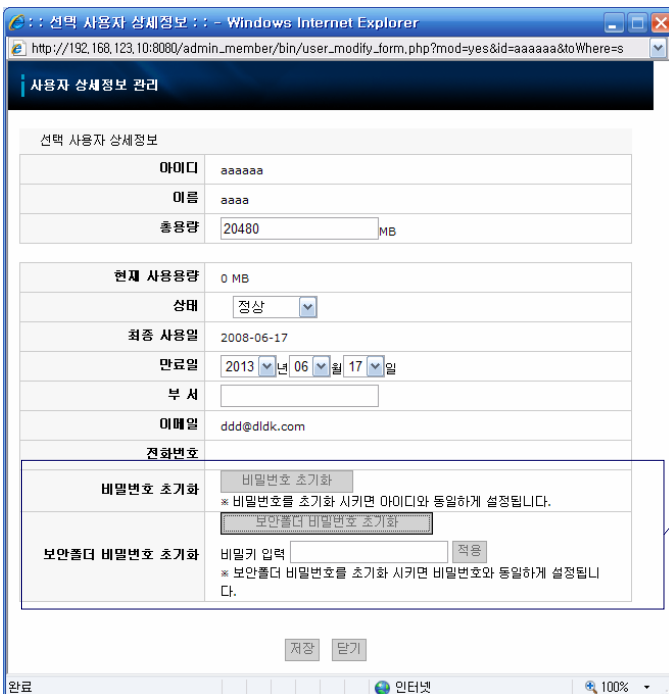 : : 선택 사용자 상세정보 : : - Windows Internet Explorer
http://192.168.123.10:8080/admin_member/bin/user_modify_form.php?mod=yes&id=aaaaaa&toWhere=s
사용자 상세정보 관리
선택 사용자 상세정보
아이디 aaaaaa
이름 aaaa
총용량 20480 MB
현재 사용용량 0 MB
상태 정상
최종 사용일 2008-06-17
만료일 2013 년 06 월 17 일
부 서
이메일 ddd@dldk.com
전화번호
비밀번호 초기화 비밀번호 초기화
※ 비밀번호를 초기화 시키면 아이디와 동일하게 설정됩니다.
보안폴더 비밀번호 초기화
보안폴더 비밀번호 초기화 비밀키 입력 적용
※ 보안폴더 비밀번호를 초기화 시키면 비밀번호와 동일하게 설정됩니
다.
저장 닫기
완료 인터넷 100%